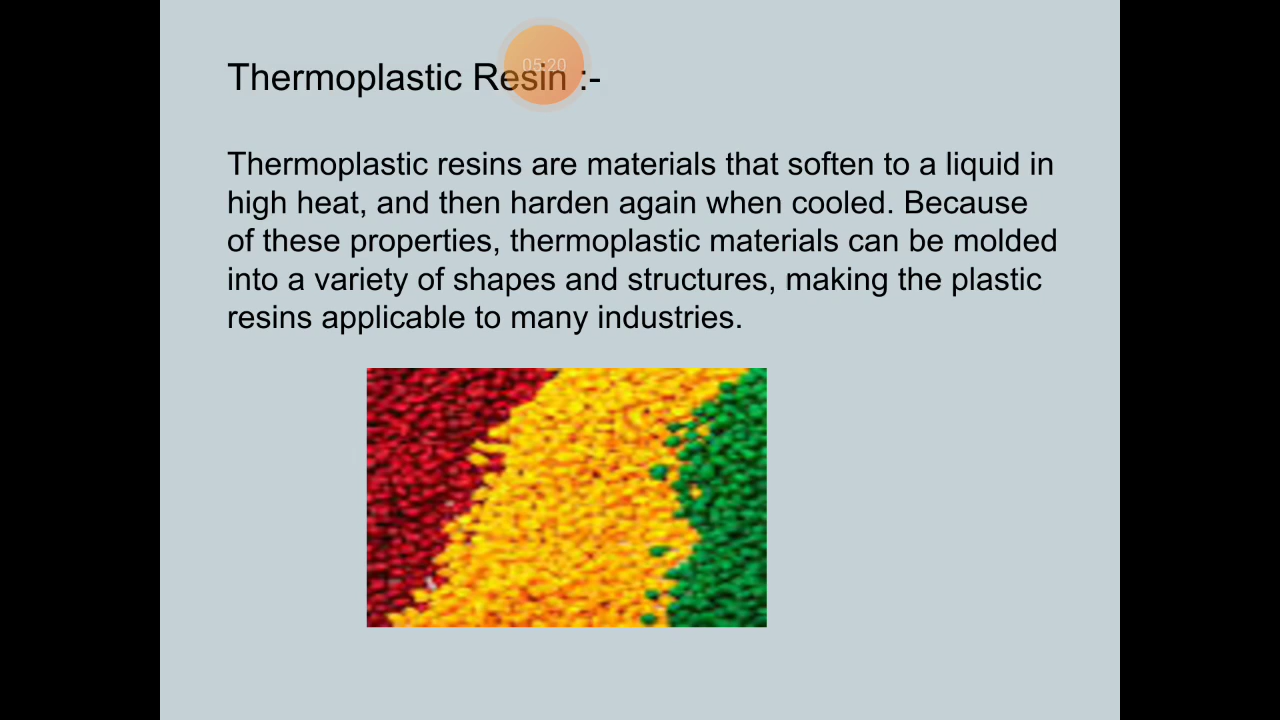 Thermoplastic Resin :-
05:20
Thermoplastic resins are materials that soften to a liquid in
high heat, and then harden again when cooled. Because
of these properties, thermoplastic materials can be molded
into a variety of shapes and structures, making the plastic
resins applicable to many industries.